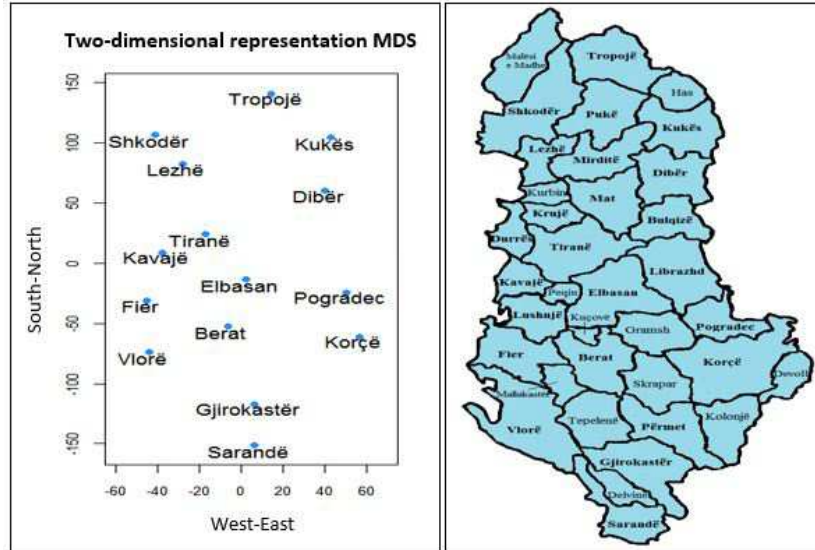 Two-dimensional representation MDS
South-North
150
100
50
0
-50
-100
-150
Tropojë
Shkodër
Kukës
Lezhë
Dibër
Tiranë
Kavajë
Elbasan
Pogradec
Fier
Berat
Korçë
Vlorë
Gjirokastër
Sarandë
-60 -40 -20 0 20 40 60
West-East
Malësi
e Madhe
Tropojë
Has
Shkodër
Pukë
Kukës
Lezhë
Mirditë
Dibër
Kurbin
Mat
Krujë
Bulqizë
Durrës
Tiranë
Librazhd
Kavajë
Peqin
Elbasan
Lushnjë
Kuçovë
Gramsh
Pogradec
Fier
Berat
Korçë
Devoll
Mallakastër
Skrapar
Vlorë
Tepelenë
Përmet
Kolonjë
Gjirokastër
Delvinë
Sarandë